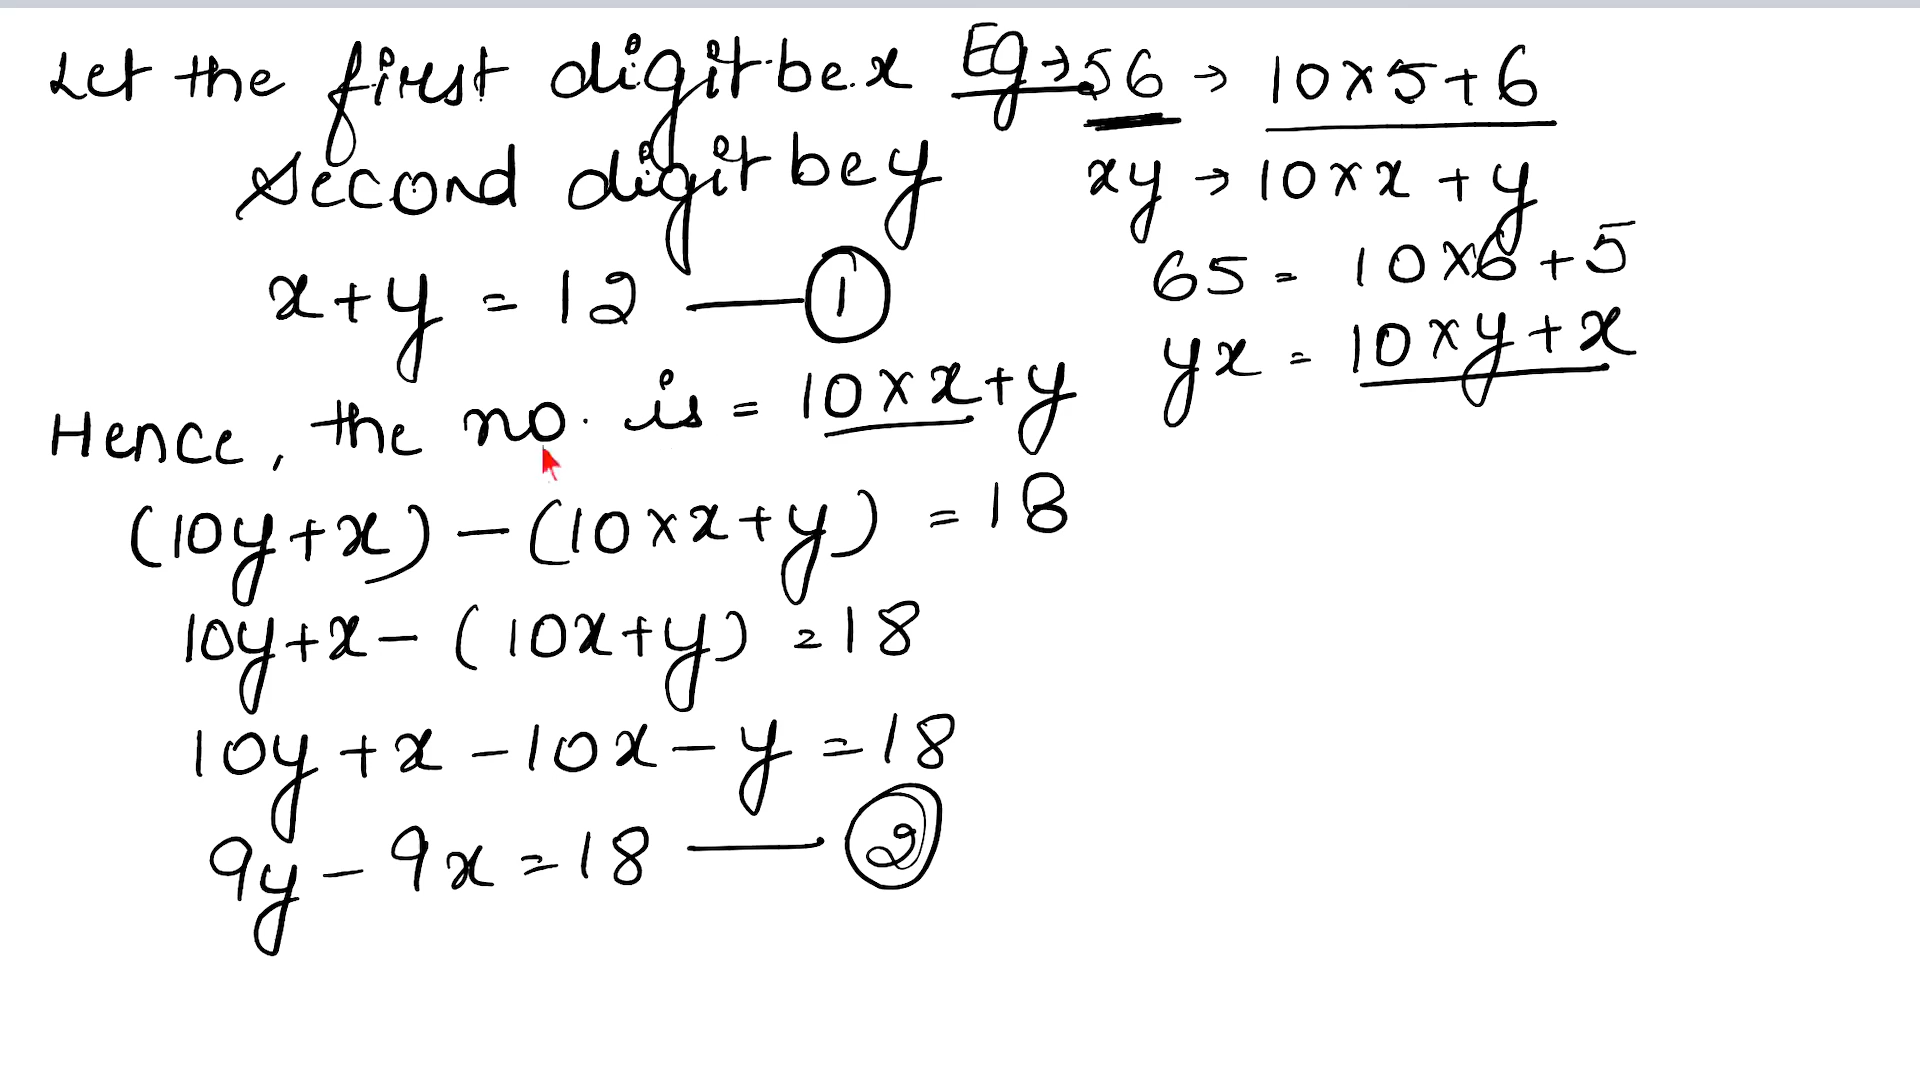 Let the first digit be x
second digit be y
x+y = 12 —— ①
Hence, the no. is = 10×x+y
(10y+x) – (10×x+y) = 18
10y+x – (10x+y) = 18
10y + x – 10x – y = 18
9y – 9x = 18 —— ②
Eg → 56 → 10×5+6
xy → 10×x + y
65 = 10×6+5
yx = 10×y+x